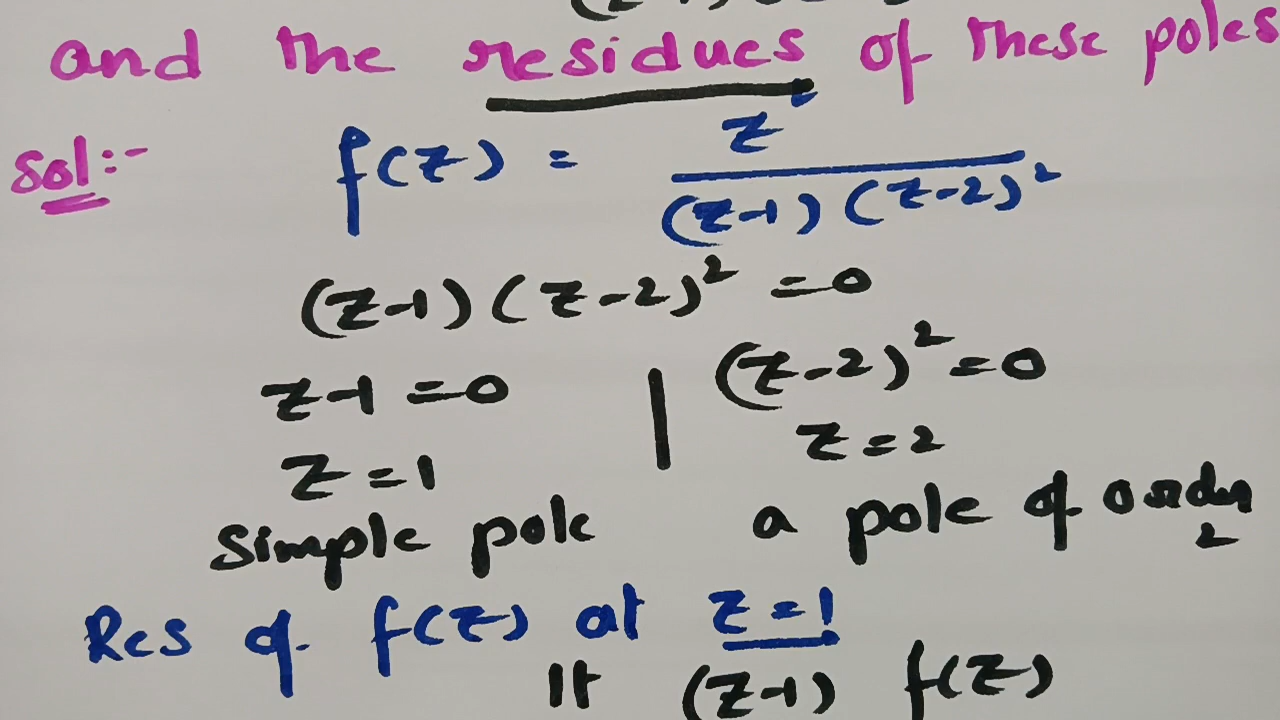 and the residues of these poles
Sol:- f(z) = z² / (z-1)(z-2)²
(z-1)(z-2)² = 0
z-1 = 0 | (z-2)² = 0
z = 1 z = 2
Simple pole a pole of order 2
Res of f(z) at z = 1
lt (z-1) f(z)